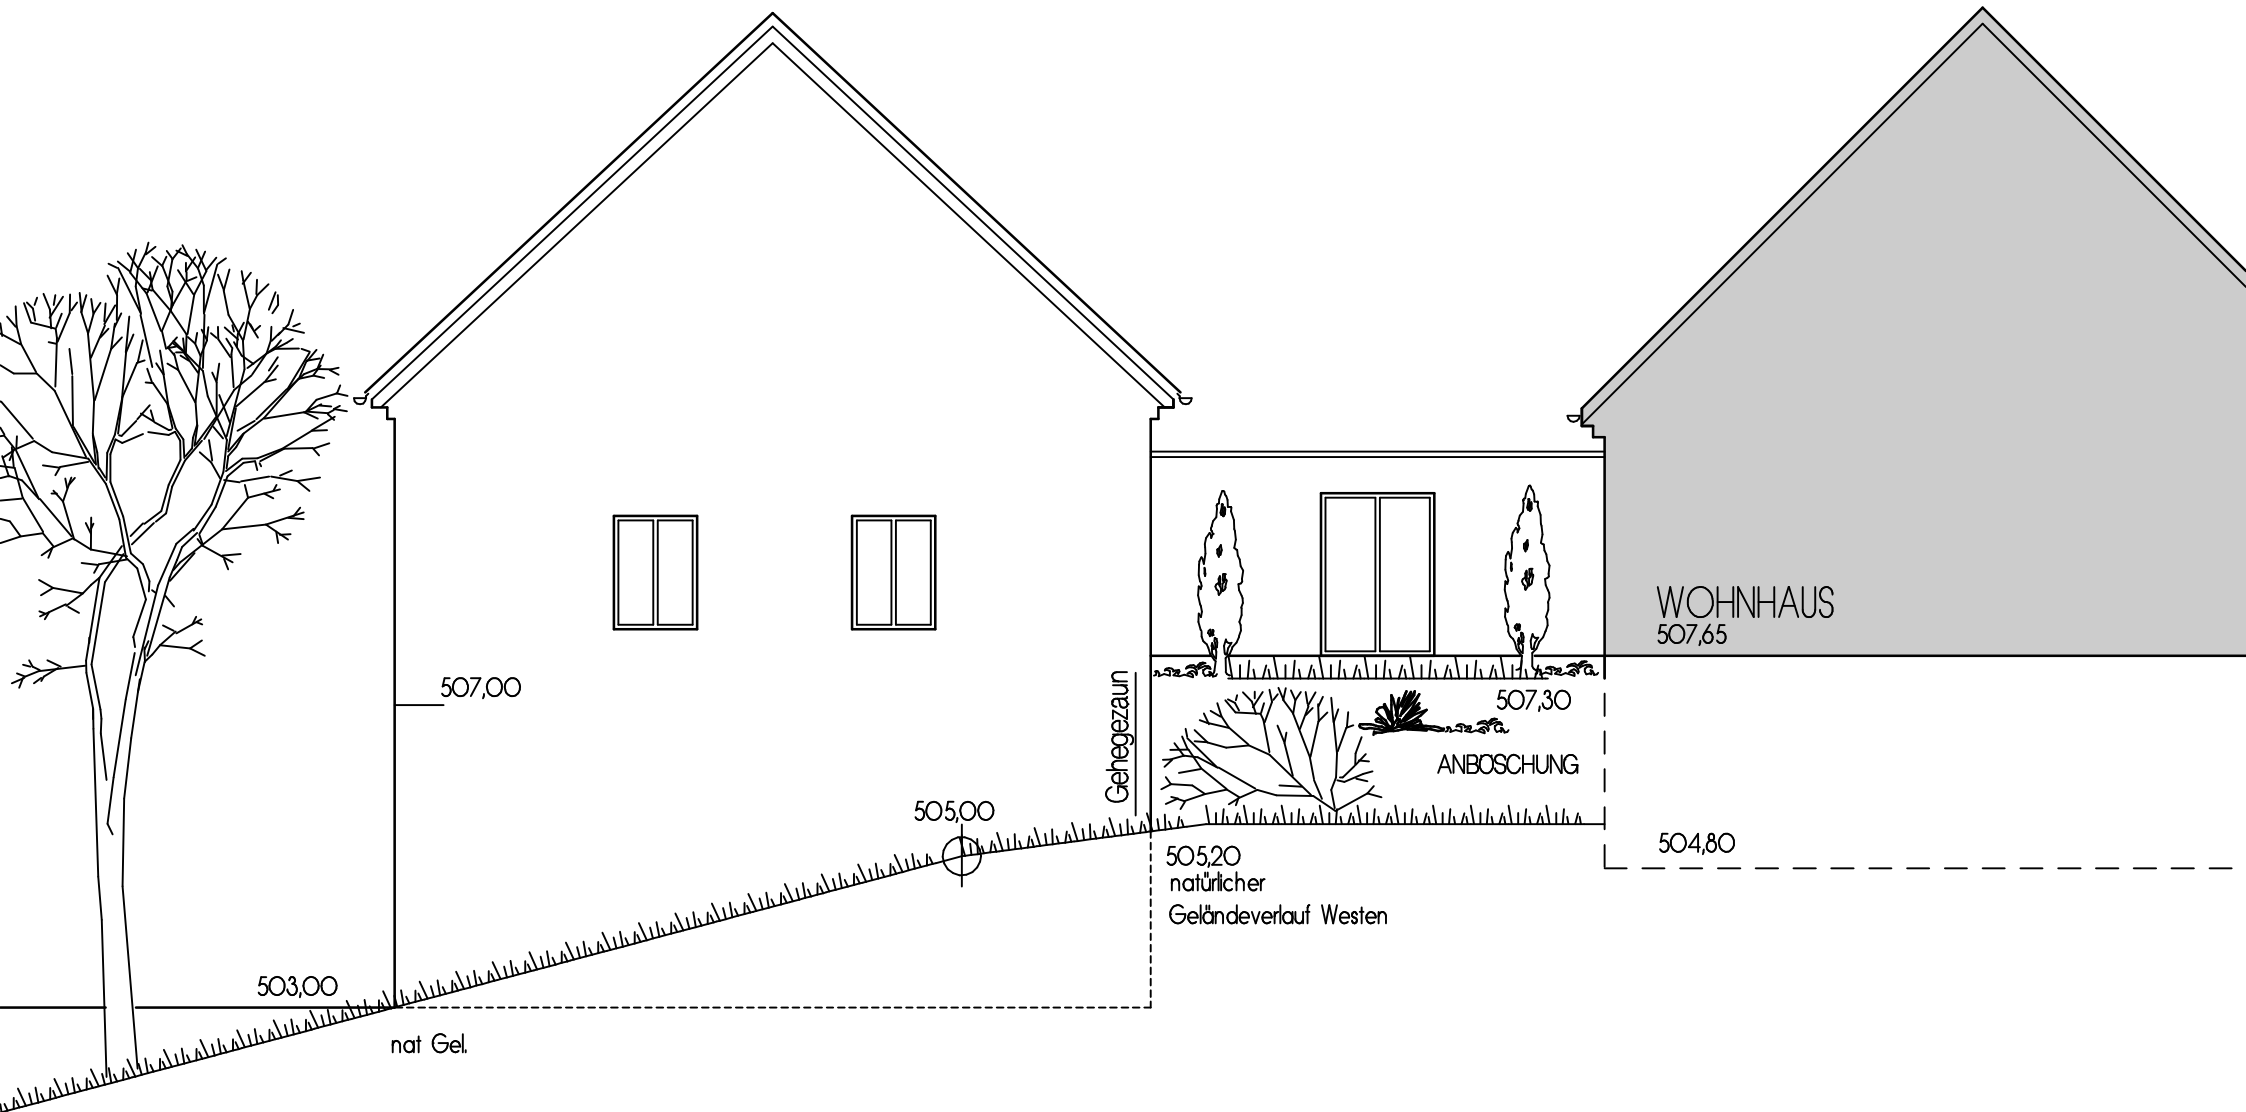 WOHNHAUS
507,65
507,00
Gehegezaun
507,30
ANBÖSCHUNG
505,00
504,80
505,20
natürlicher
Geländeverlauf Westen
503,00
nat Gel.